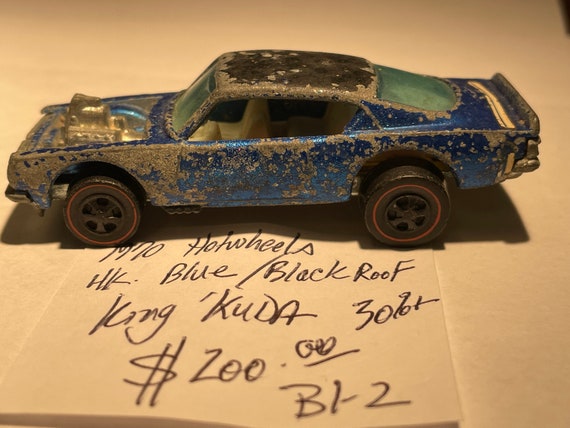 1970 Hotwheels
HK. Blue/Black Roof
King 'KUDA 30%
$200.00
B1-2